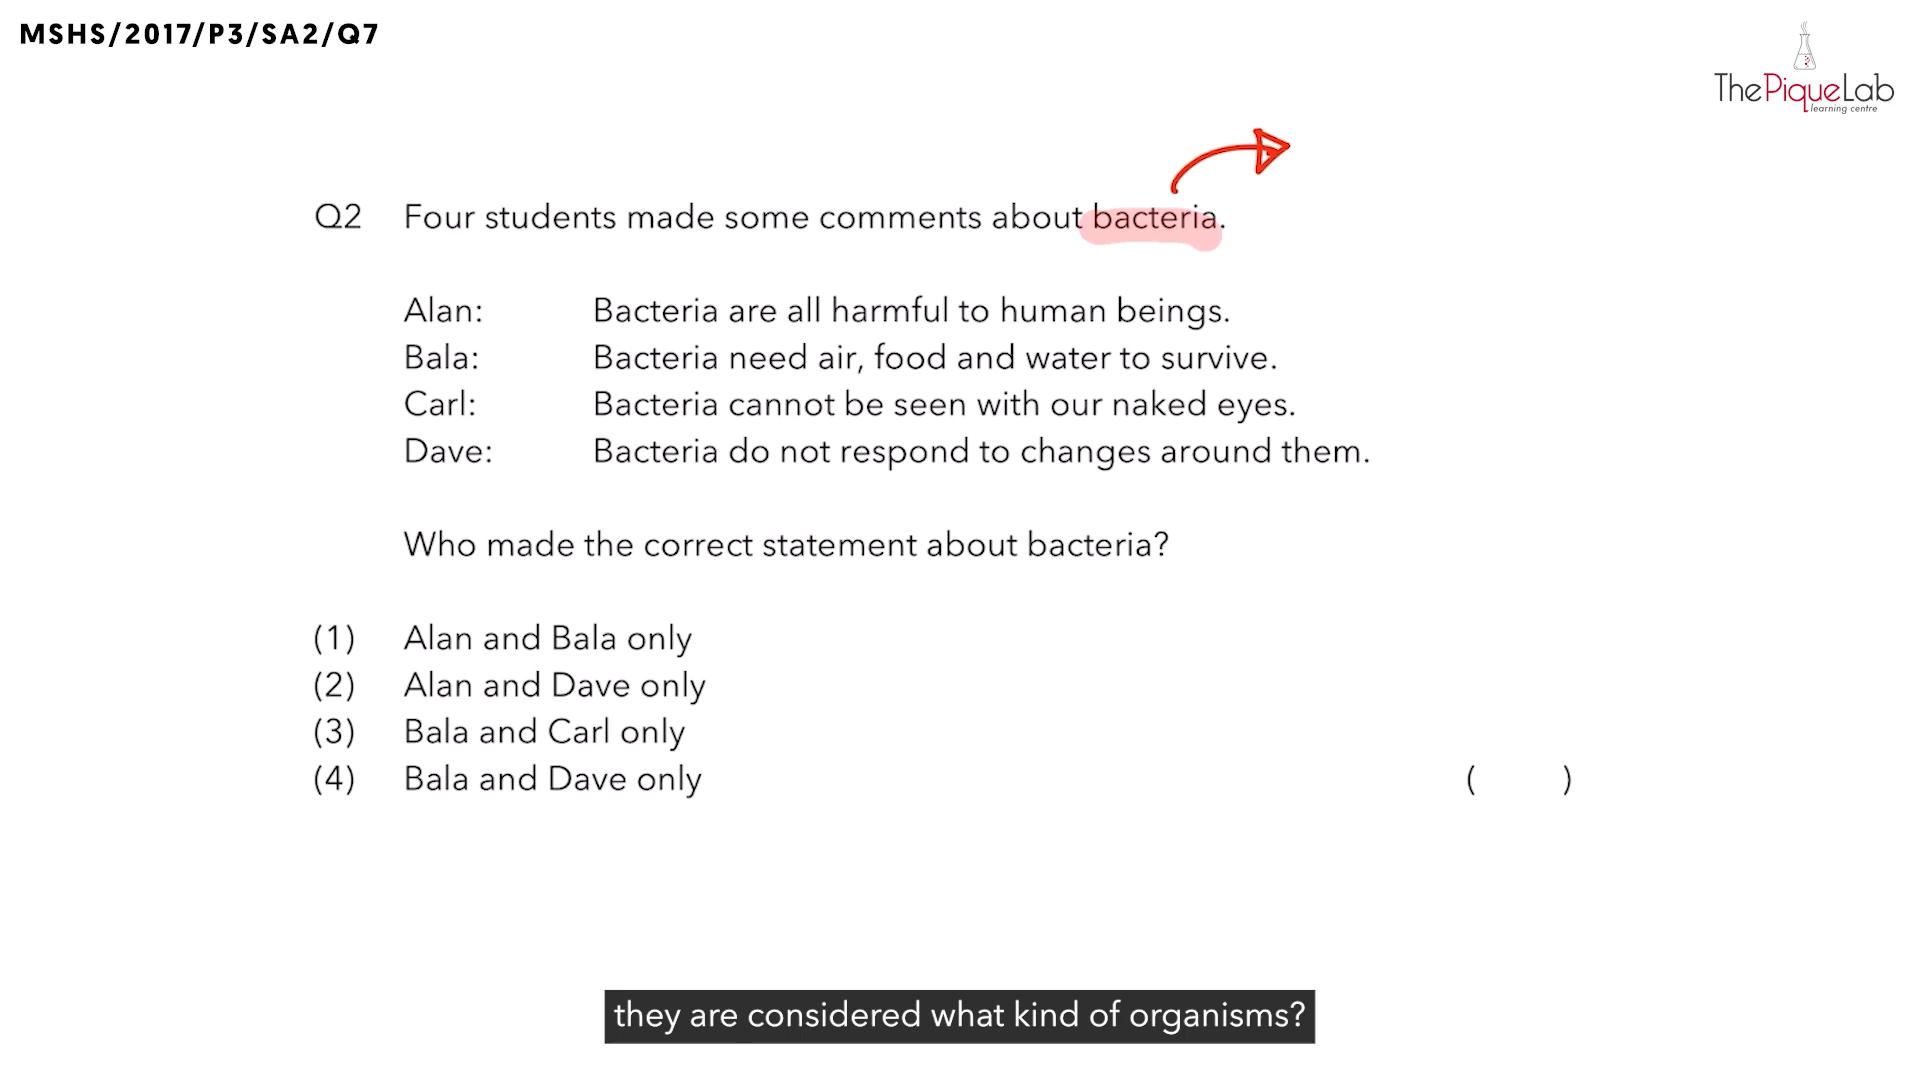 MSHS/2017/P3/SA2/Q7
ThePiqueLab
learning centre
Q2 Four students made some comments about bacteria.
Alan: Bacteria are all harmful to human beings.
Bala: Bacteria need air, food and water to survive.
Carl: Bacteria cannot be seen with our naked eyes.
Dave: Bacteria do not respond to changes around them.
Who made the correct statement about bacteria?
(1) Alan and Bala only
(2) Alan and Dave only
(3) Bala and Carl only
(4) Bala and Dave only ( )
they are considered what kind of organisms?